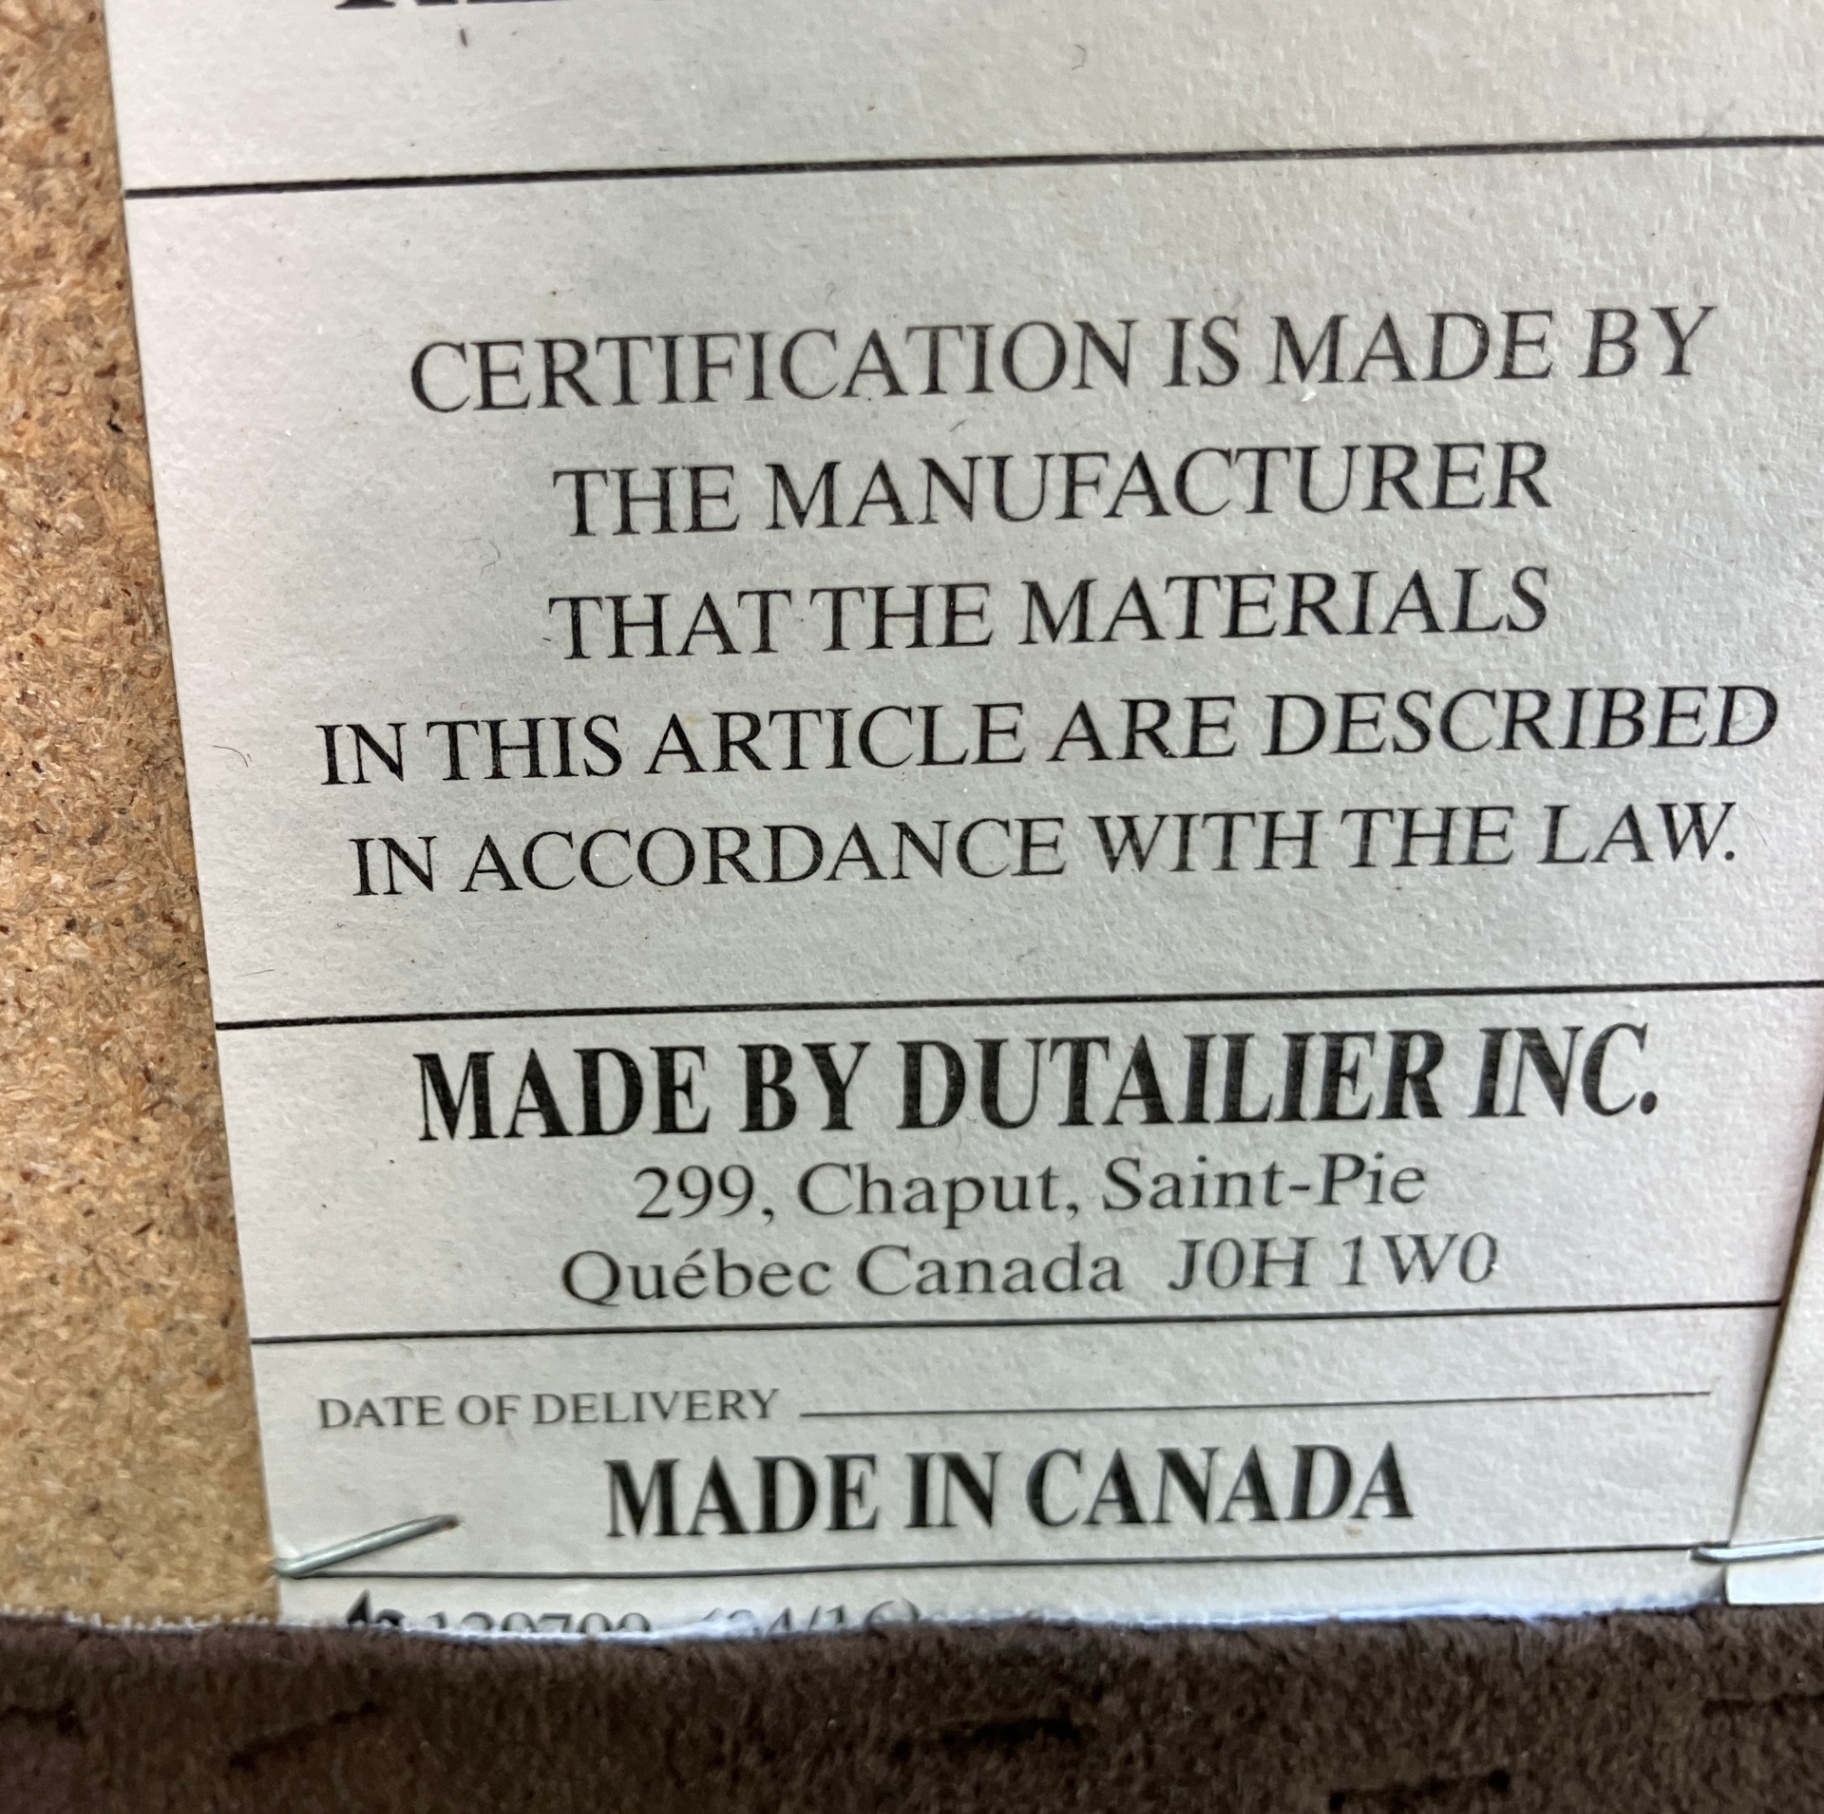 CERTIFICATION IS MADE BY
THE MANUFACTURER
THAT THE MATERIALS
IN THIS ARTICLE ARE DESCRIBED
IN ACCORDANCE WITH THE LAW.
MADE BY DUTAILIER INC.
299, Chaput, Saint-Pie
Québec Canada J0H 1W0
DATE OF DELIVERY
MADE IN CANADA